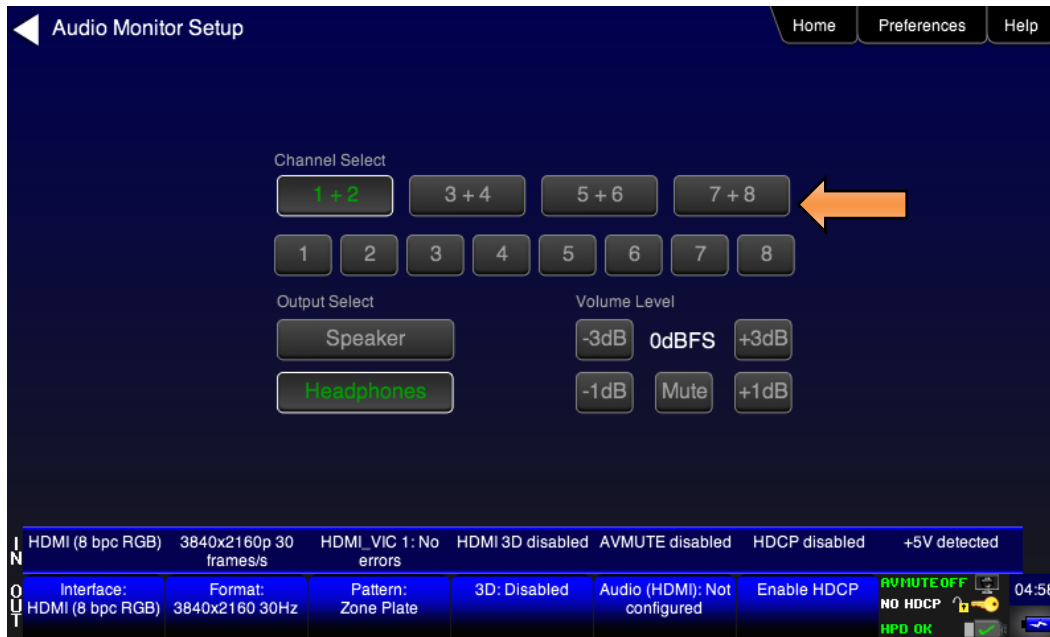 Audio Monitor Setup
Home
Preferences
Help
Channel Select
1 + 2
3 + 4
5 + 6
7 + 8
1
2
3
4
5
6
7
8
Output Select
Volume Level
Speaker
-3dB
0dBFS
+3dB
Headphones
-1dB
Mute
+1dB
IN
HDMI (8 bpc RGB)
3840x2160p 30
frames/s
HDMI_VIC 1: No
errors
HDMI 3D disabled
AVMUTE disabled
HDCP disabled
+5V detected
OUT
Interface:
HDMI (8 bpc RGB)
Format:
3840x2160 30Hz
Pattern:
Zone Plate
3D: Disabled
Audio (HDMI): Not
configured
Enable HDCP
AVMUTEOFF
NO HDCP
HPD OK
04:58